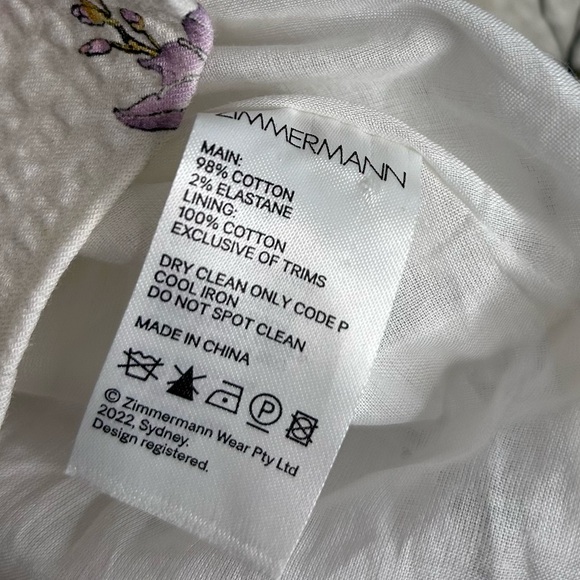 ZIMMERMANN
MAIN:
98% COTTON
2% ELASTANE
LINING:
100% COTTON
EXCLUSIVE OF TRIMS
DRY CLEAN ONLY CODE P
COOL IRON
DO NOT SPOT CLEAN
MADE IN CHINA
P
© Zimmermann Wear Pty Ltd
2022, Sydney.
Design registered.